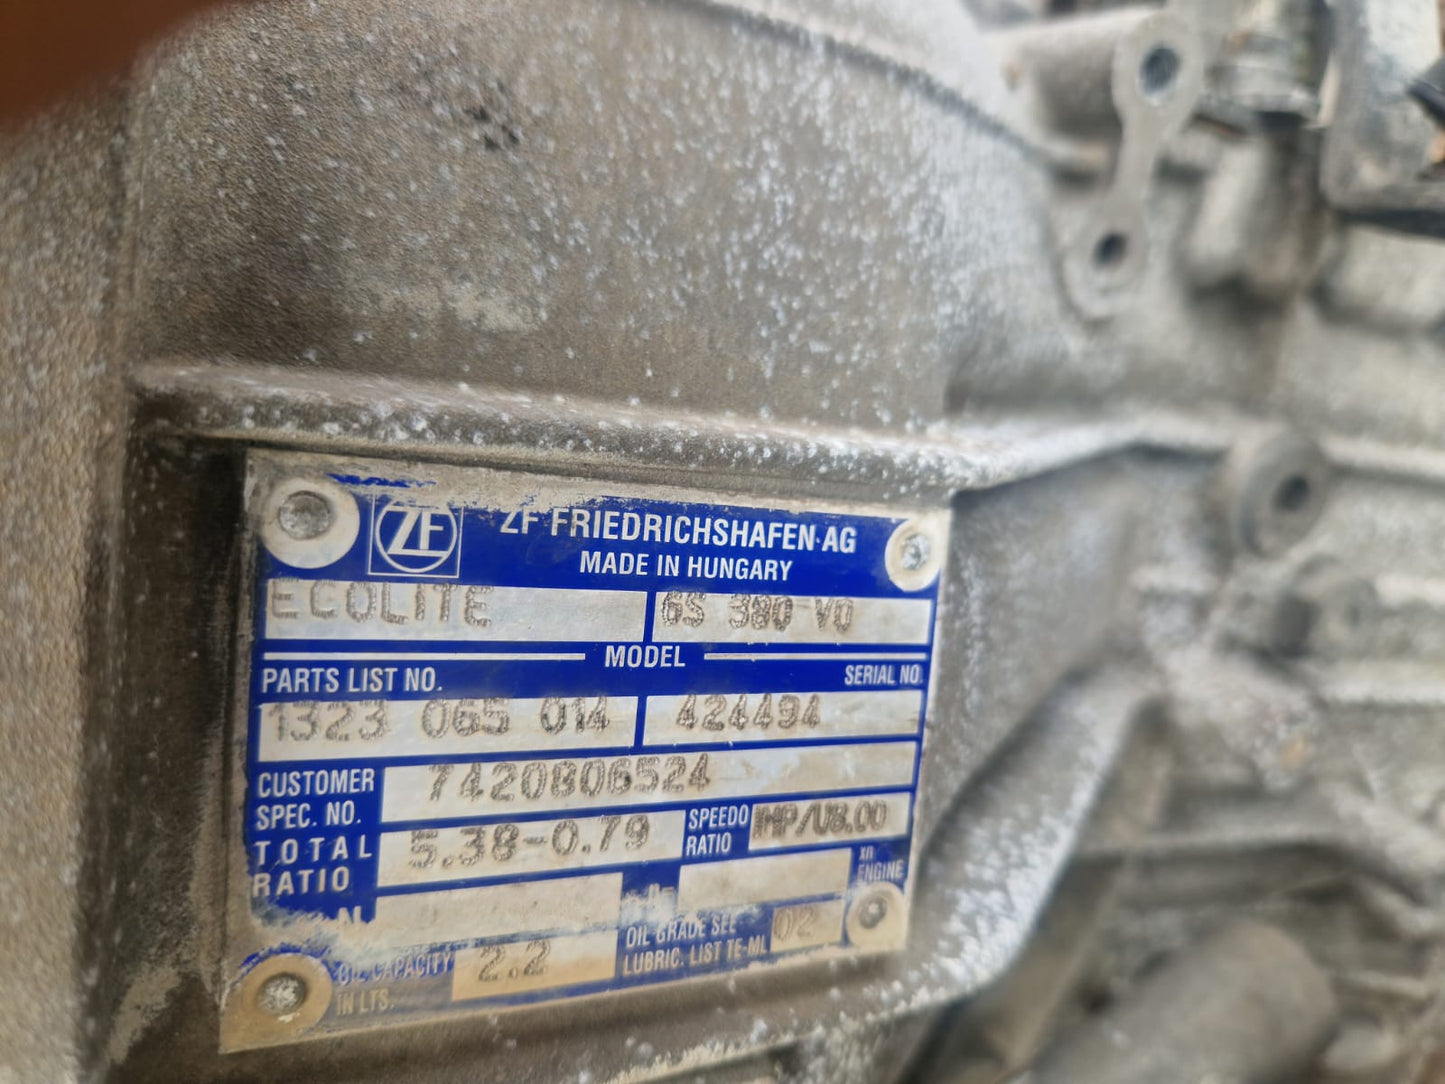 ZF
ZF FRIEDRICHSHAFEN AG
MADE IN HUNGARY
ECOLITE 6S 380 VO
MODEL
PARTS LIST NO. SERIAL NO.
1323 065 014 424494
CUSTOMER
SPEC. NO. 7420806524
TOTAL
RATIO 5.38-0.79 SPEEDO
RATIO IMP/U8.00
N XII
ENGINE
OIL CAPACITY
IN LTS. 2.2 OIL GRADE SEE
LUBRIC. LIST TE-ML 02